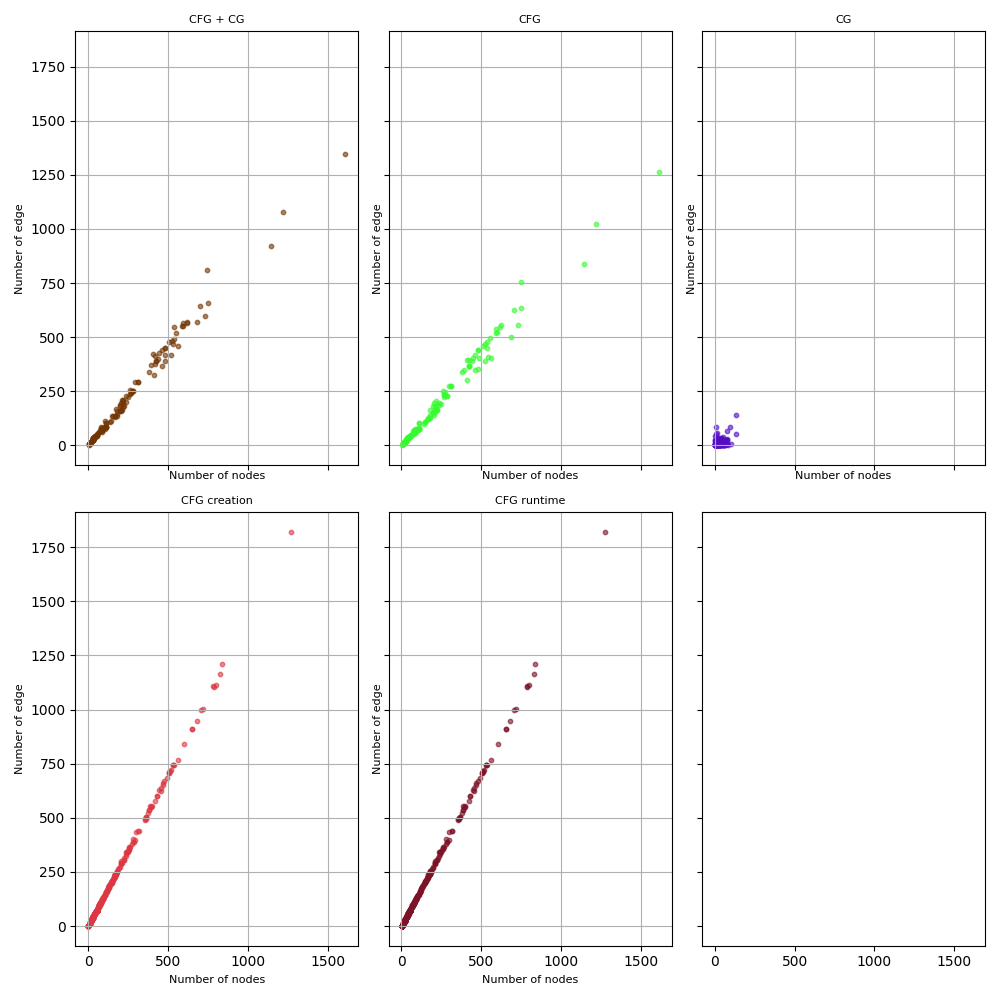 CFG + CG
CFG
CG
1750
1500
1250
1000
750
500
250
0
Number of edge
Number of edge
Number of edge
Number of nodes
Number of nodes
Number of nodes
CFG creation
CFG runtime
1750
1500
1250
1000
750
500
250
0
Number of edge
Number of edge
0 500 1000 1500
0 500 1000 1500
0 500 1000 1500
Number of nodes
Number of nodes